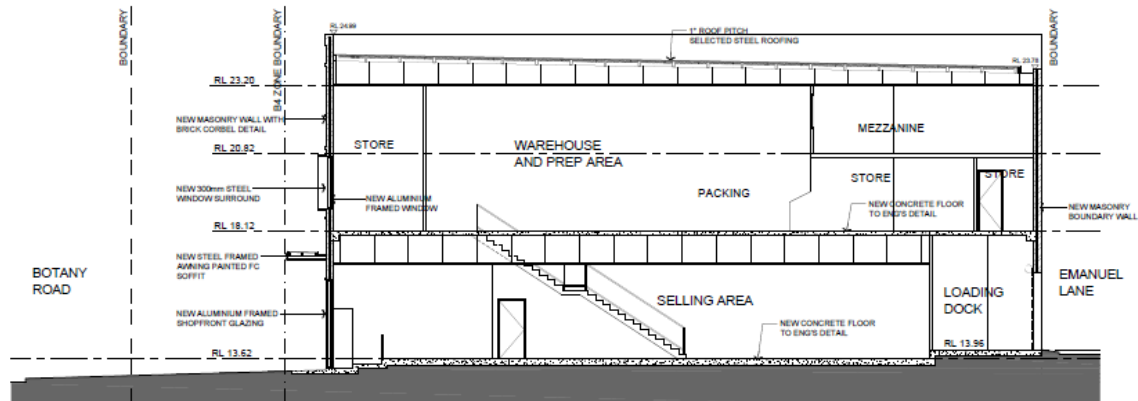 BOUNDARY
B4 ZONE BOUNDARY
RL 24.89
1° ROOF PITCH
SELECTED STEEL ROOFING
BOUNDARY
RL 23.78
RL 23.20
NEW MASONRY WALL WITH
BRICK CORBEL DETAIL
STORE
WAREHOUSE
AND PREP AREA
MEZZANINE
RL 20.82
NEW 300mm STEEL
WINDOW SURROUND
NEW ALUMINIUM
FRAMED WINDOW
PACKING
STORE
STORE
NEW CONCRETE FLOOR
TO ENG'S DETAIL
NEW MASONRY
BOUNDARY WALL
RL 18.12
NEW STEEL FRAMED
AWNING PAINTED FC
SOFFIT
BOTANY
ROAD
SELLING AREA
LOADING
DOCK
EMANUEL
LANE
NEW ALUMINIUM FRAMED
SHOPFRONT GLAZING
NEW CONCRETE FLOOR
TO ENG'S DETAIL
RL 13.62
RL 13.96